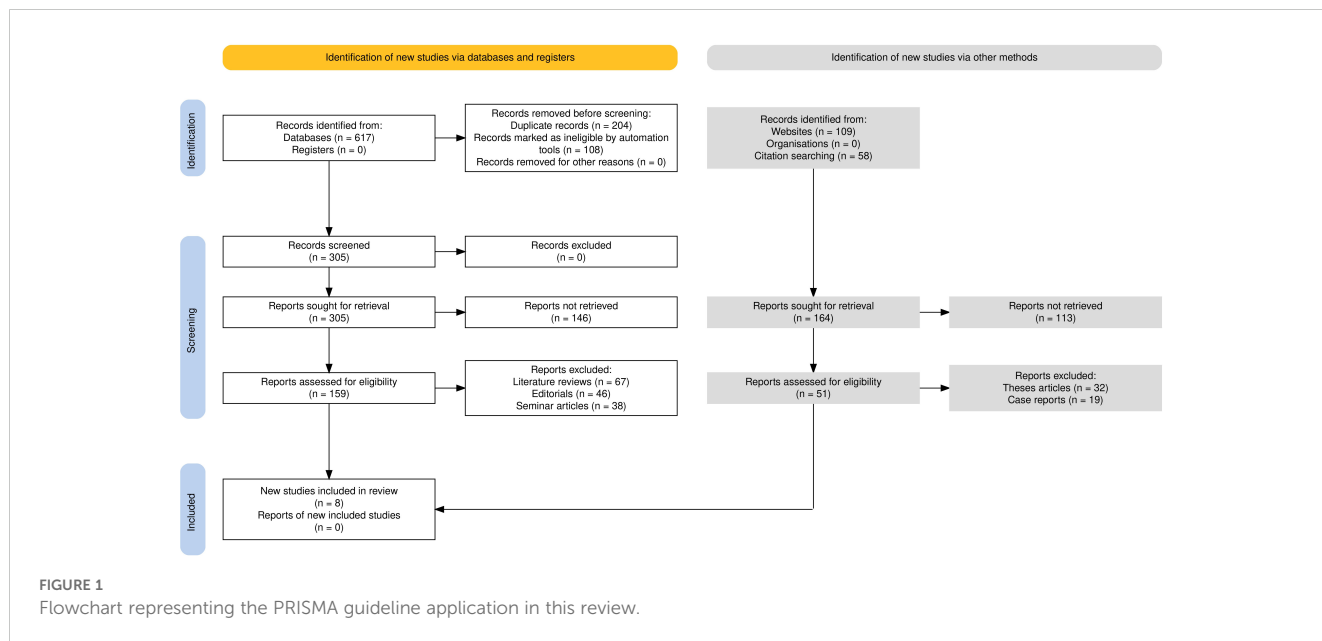 Identification of new studies via databases and registers
Identification of new studies via other methods
Identification
Records identified from:
Databases (n = 617)
Registers (n = 0)
Records removed before screening:
Duplicate records (n = 204)
Records marked as ineligible by automation
tools (n = 108)
Records removed for other reasons (n = 0)
Records identified from:
Websites (n = 109)
Organisations (n = 0)
Citation searching (n = 58)
Screening
Records screened
(n = 305)
Records excluded
(n = 0)
Reports sought for retrieval
(n = 305)
Reports not retrieved
(n = 146)
Reports sought for retrieval
(n = 164)
Reports not retrieved
(n = 113)
Reports assessed for eligibility
(n = 159)
Reports excluded:
Literature reviews (n = 67)
Editorials (n = 46)
Seminar articles (n = 38)
Reports assessed for eligibility
(n = 51)
Reports excluded:
Theses articles (n = 32)
Case reports (n = 19)
Included
New studies included in review
(n = 8)
Reports of new included studies
(n = 0)
FIGURE 1
Flowchart representing the PRISMA guideline application in this review.